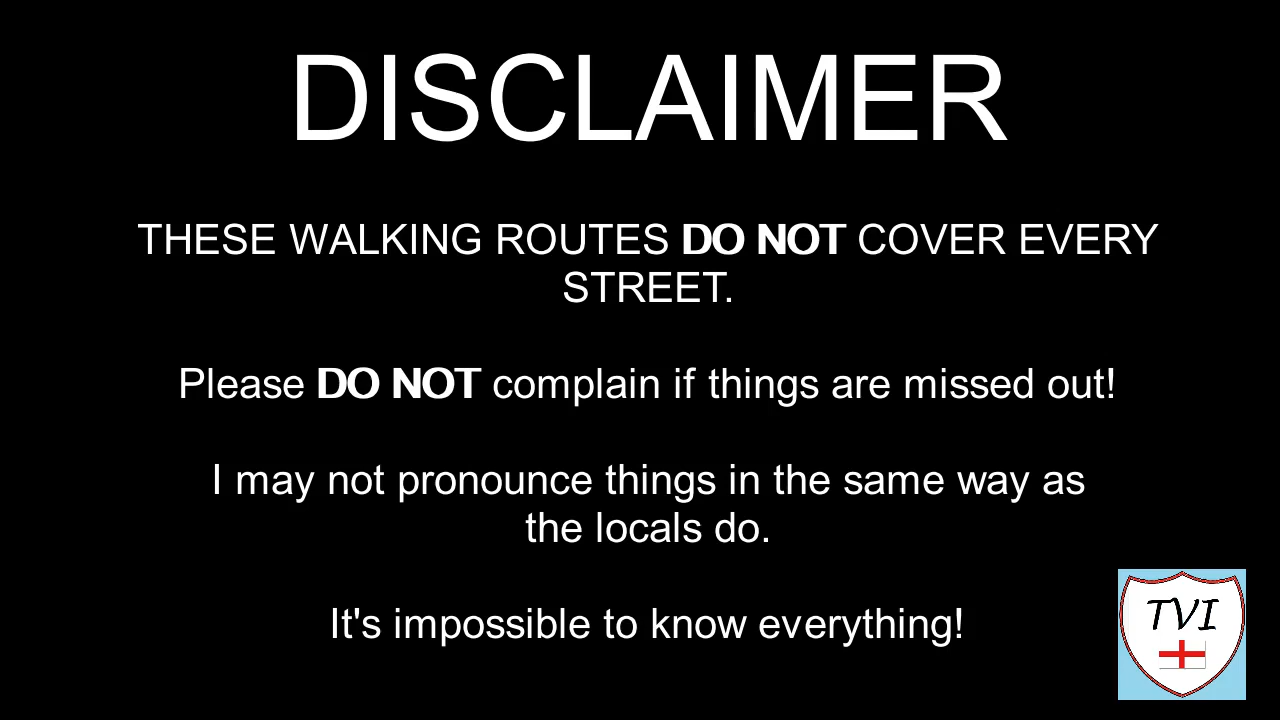 DISCLAIMER
THESE WALKING ROUTES DO NOT COVER EVERY
STREET.
Please DO NOT complain if things are missed out!
I may not pronounce things in the same way as
the locals do.
It's impossible to know everything!
TVI